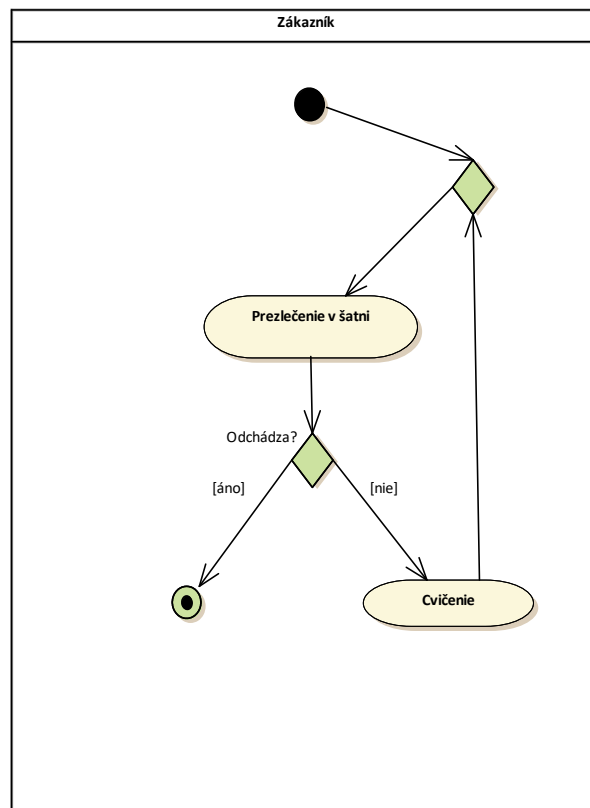 Zákazník
Prezlečenie v šatni
Odchádza?
[áno]
[nie]
Cvičenie